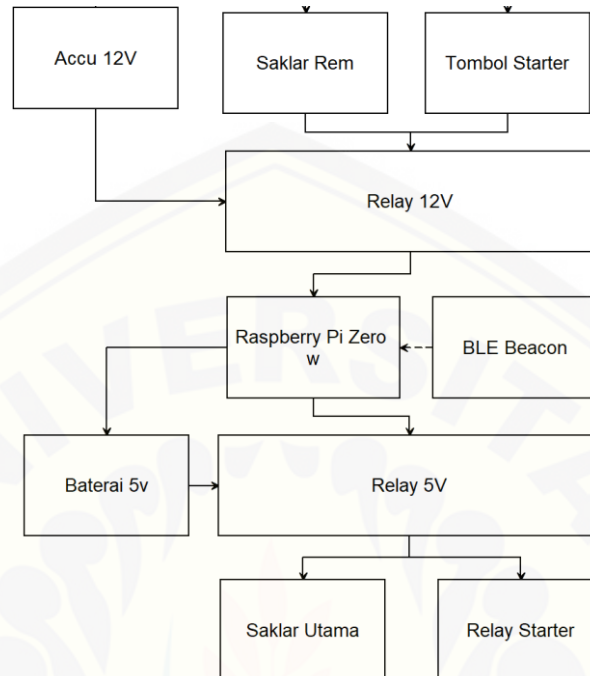 Accu 12V
Saklar Rem
Tombol Starter
Relay 12V
Raspberry Pi Zero
w
BLE Beacon
Baterai 5v
Relay 5V
Saklar Utama
Relay Starter